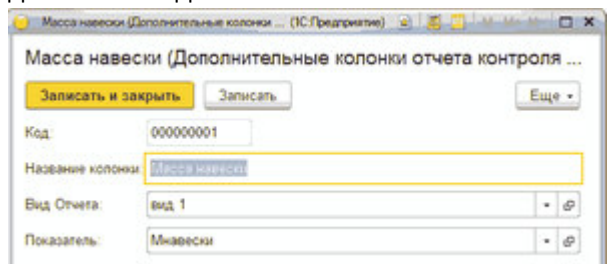 Масса навески (Дополнительные колонки ... (1С:Предприятие)
Масса навески (Дополнительные колонки отчета контроля ...
Записать и закрыть Записать Еще
Код: 000000001
Название колонки: Масса навески
Вид Отчета: вид 1
Показатель: Мнавески